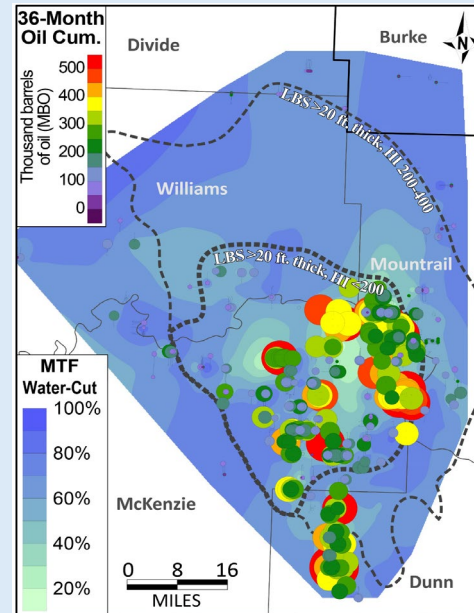 36-Month
Oil Cum.
Thousand barrels
of oil (MBO)
500
400
300
200
100
0
Divide
Burke
N
LBS >20 ft. thick, HI 200-400
Williams
Mountrail
LBS >20 ft. thick, HI <200
MTF
Water-Cut
100%
80%
60%
40%
20%
McKenzie
Dunn
0 8 16
MILES